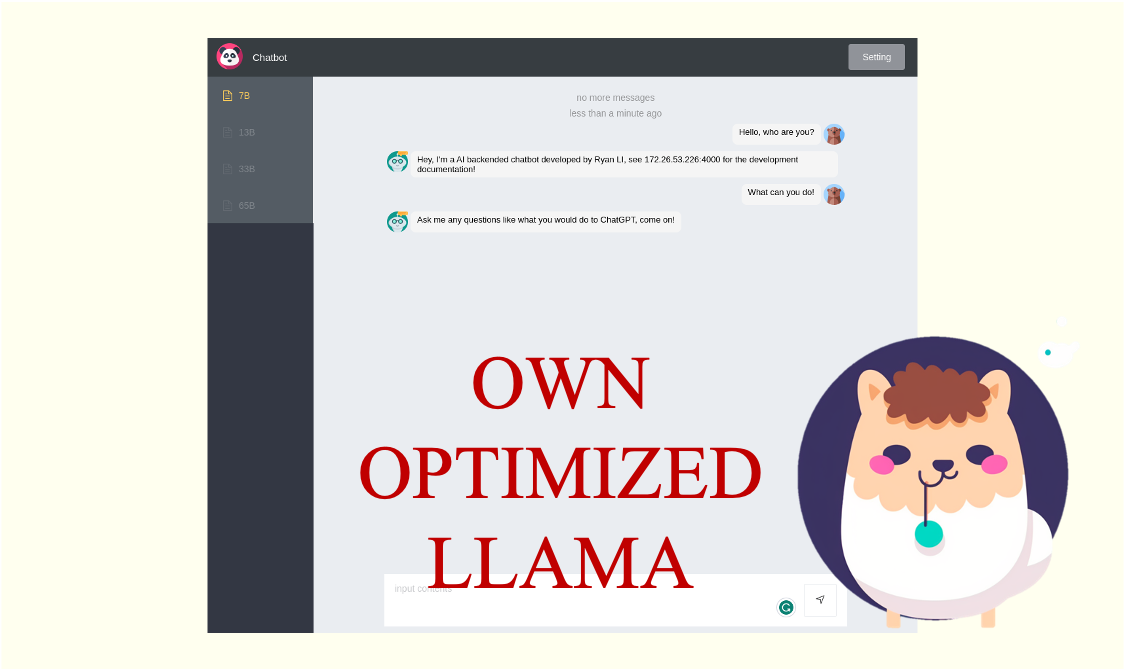 Chatbot
Setting
7B
13B
33B
65B
no more messages
less than a minute ago
Hello, who are you?
Hey, I'm a AI backended chatbot developed by Ryan LI, see 172.26.53.226:4000 for the development
documentation!
What can you do!
Ask me any questions like what you would do to ChatGPT, come on!
OWN
OPTIMIZED
LLAMA
input contents